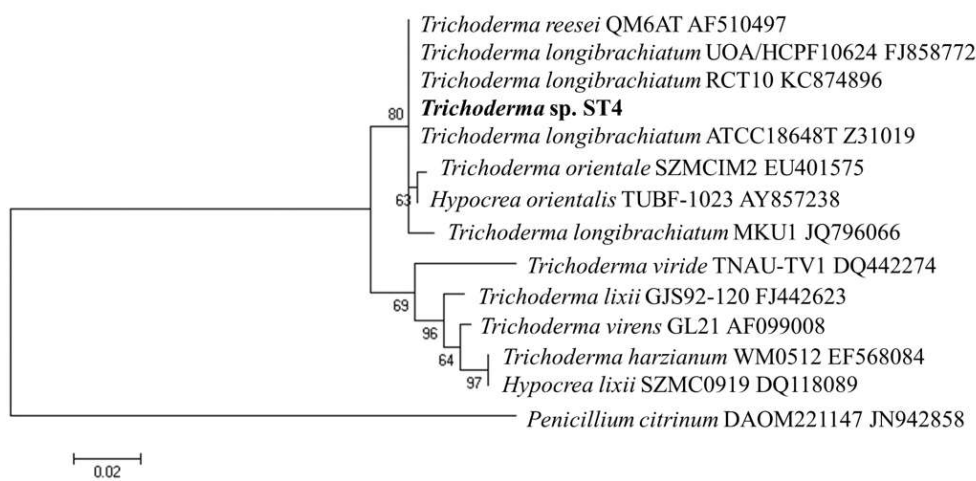 Trichoderma reesei QM6AT AF510497
Trichoderma longibrachiatum UOA/HCPF10624 FJ858772
Trichoderma longibrachiatum RCT10 KC874896
80
Trichoderma sp. ST4
Trichoderma longibrachiatum ATCC18648T Z31019
Trichoderma orientale SZMCIM2 EU401575
63
Hypocrea orientalis TUBF-1023 AY857238
Trichoderma longibrachiatum MKU1 JQ796066
Trichoderma viride TNAU-TV1 DQ442274
69
Trichoderma lixii GJS92-120 FJ442623
96
Trichoderma virens GL21 AF099008
64
Trichoderma harzianum WM0512 EF568084
97
Hypocrea lixii SZMC0919 DQ118089
Penicillium citrinum DAOM221147 JN942858
0.02